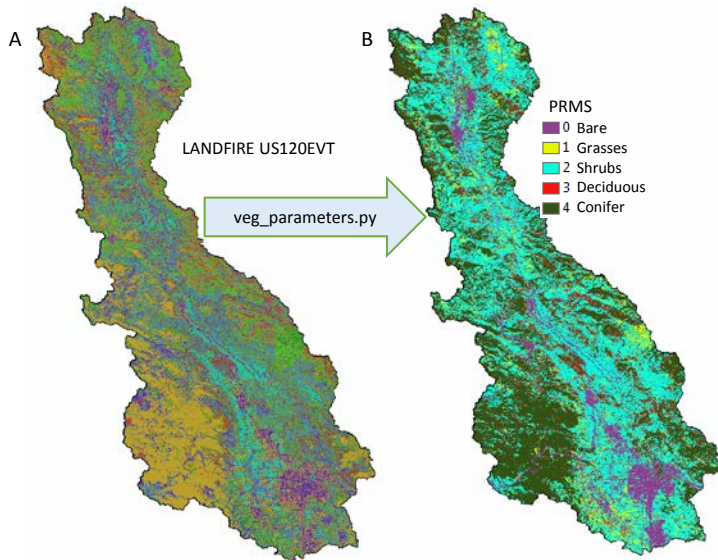 A
B
LANDFIRE US120EVT
veg_parameters.py
PRMS
0 Bare
1 Grasses
2 Shrubs
3 Deciduous
4 Conifer